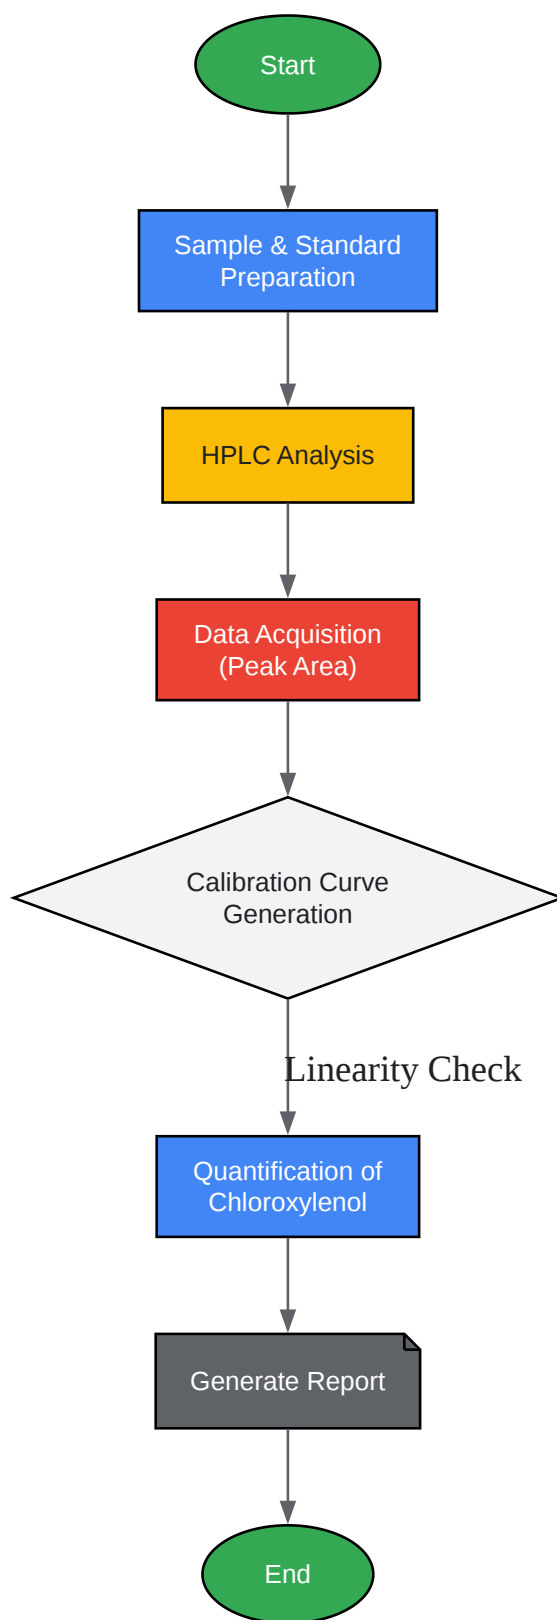 Start
Sample & Standard
Preparation
HPLC Analysis
Data Acquisition
(Peak Area)
Calibration Curve
Generation
Linearity Check
Quantification of
Chloroxylenol
Generate Report
End